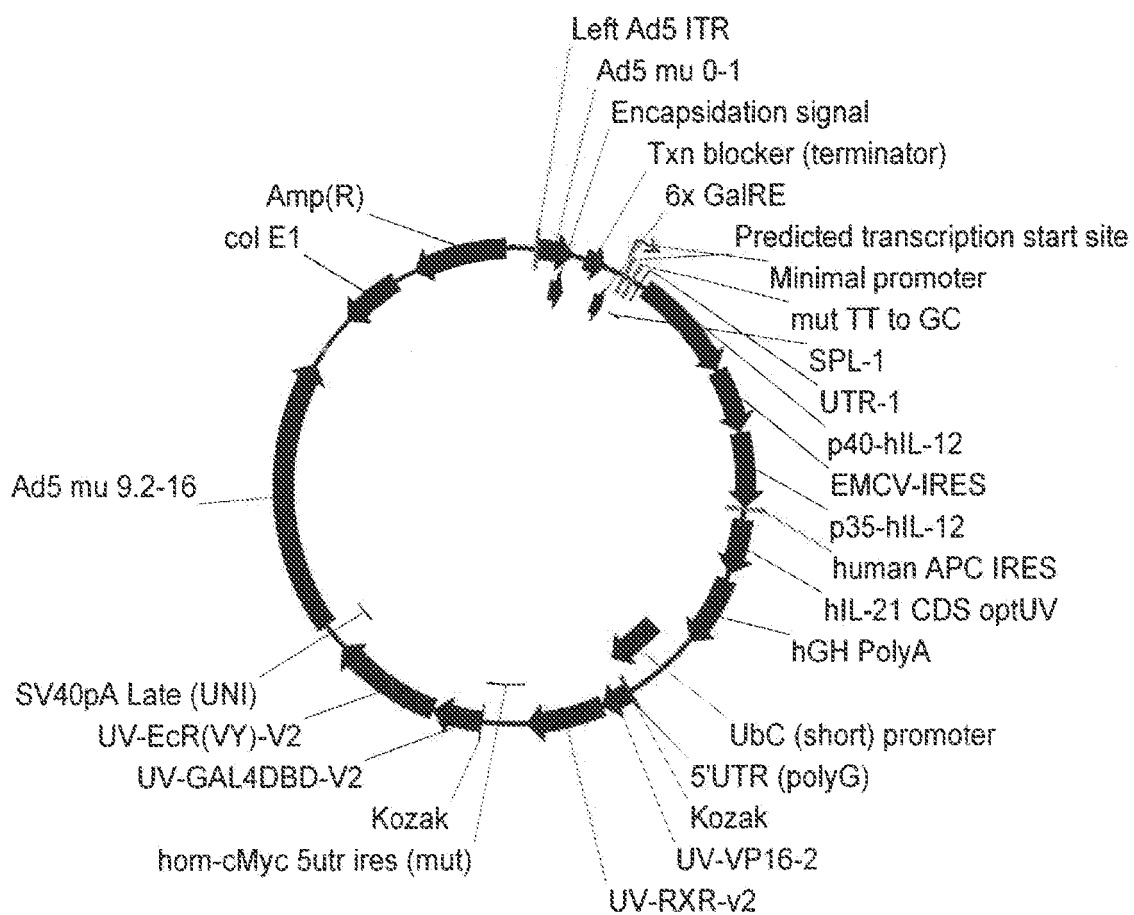 Left Ad5 ITR
Ad5 mu 0-1
Encapsidation signal
Txn blocker (terminator)
6x GalRE
Predicted transcription start site
Minimal promoter
mut TT to GC
SPL-1
UTR-1
p40-hIL-12
EMCV-IRES
p35-hIL-12
human APC IRES
hIL-21 CDS optUV
hGH PolyA
UbC (short) promoter
5'UTR (polyG)
Kozak
UV-VP16-2
UV-RXR-v2
hom-cMyc 5utr ires (mut)
Kozak
UV-GAL4DBD-V2
UV-EcR(VY)-V2
SV40pA Late (UNI)
Ad5 mu 9.2-16
col E1
Amp(R)